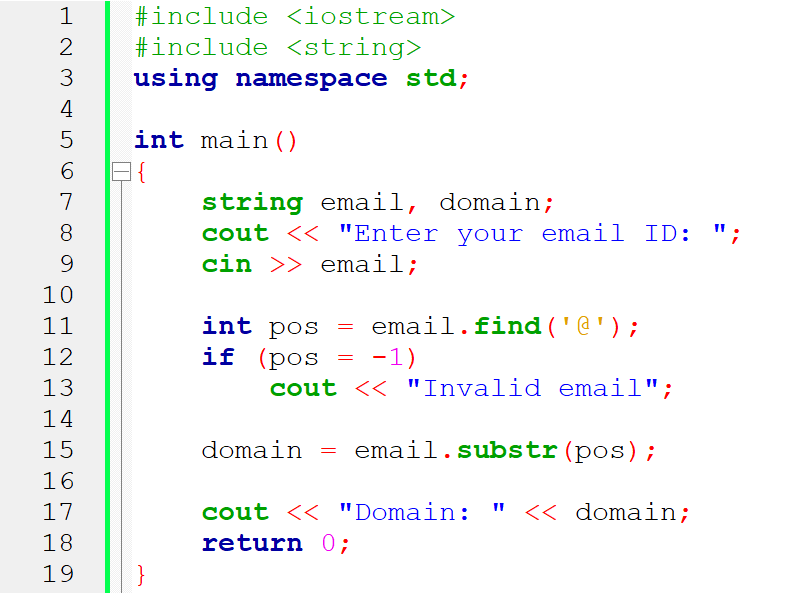 1 #include <iostream>
2 #include <string>
3 using namespace std;
4
5 int main()
6 {
7     string email, domain;
8     cout << "Enter your email ID: ";
9     cin >> email;
10
11     int pos = email.find('@');
12     if (pos = -1)
13         cout << "Invalid email";
14
15     domain = email.substr(pos);
16
17     cout << "Domain: " << domain;
18     return 0;
19 }